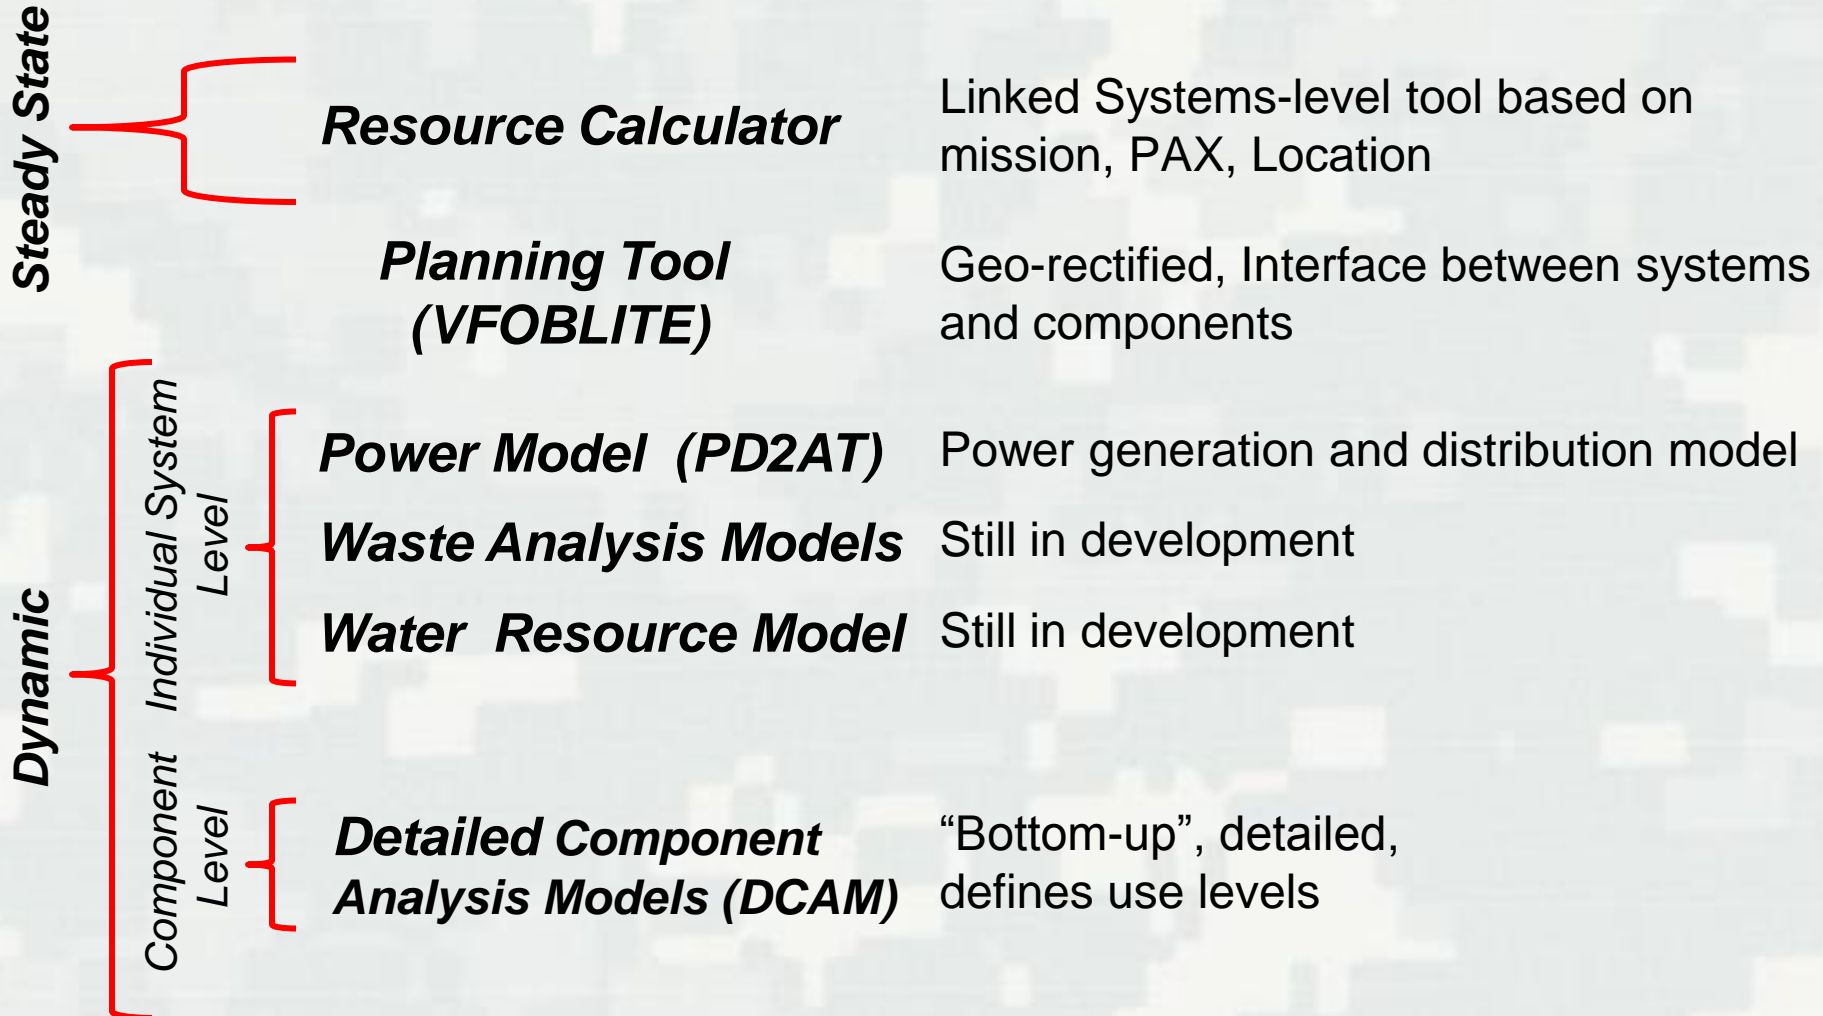 Steady State
Resource Calculator
Linked Systems-level tool based on
mission, PAX, Location
Planning Tool
(VFOBLITE)
Geo-rectified, Interface between systems
and components
Dynamic
Individual System
Level
Power Model (PD2AT)
Power generation and distribution model
Waste Analysis Models
Still in development
Water Resource Model
Still in development
Component
Level
Detailed Component
Analysis Models (DCAM)
“Bottom-up”, detailed,
defines use levels